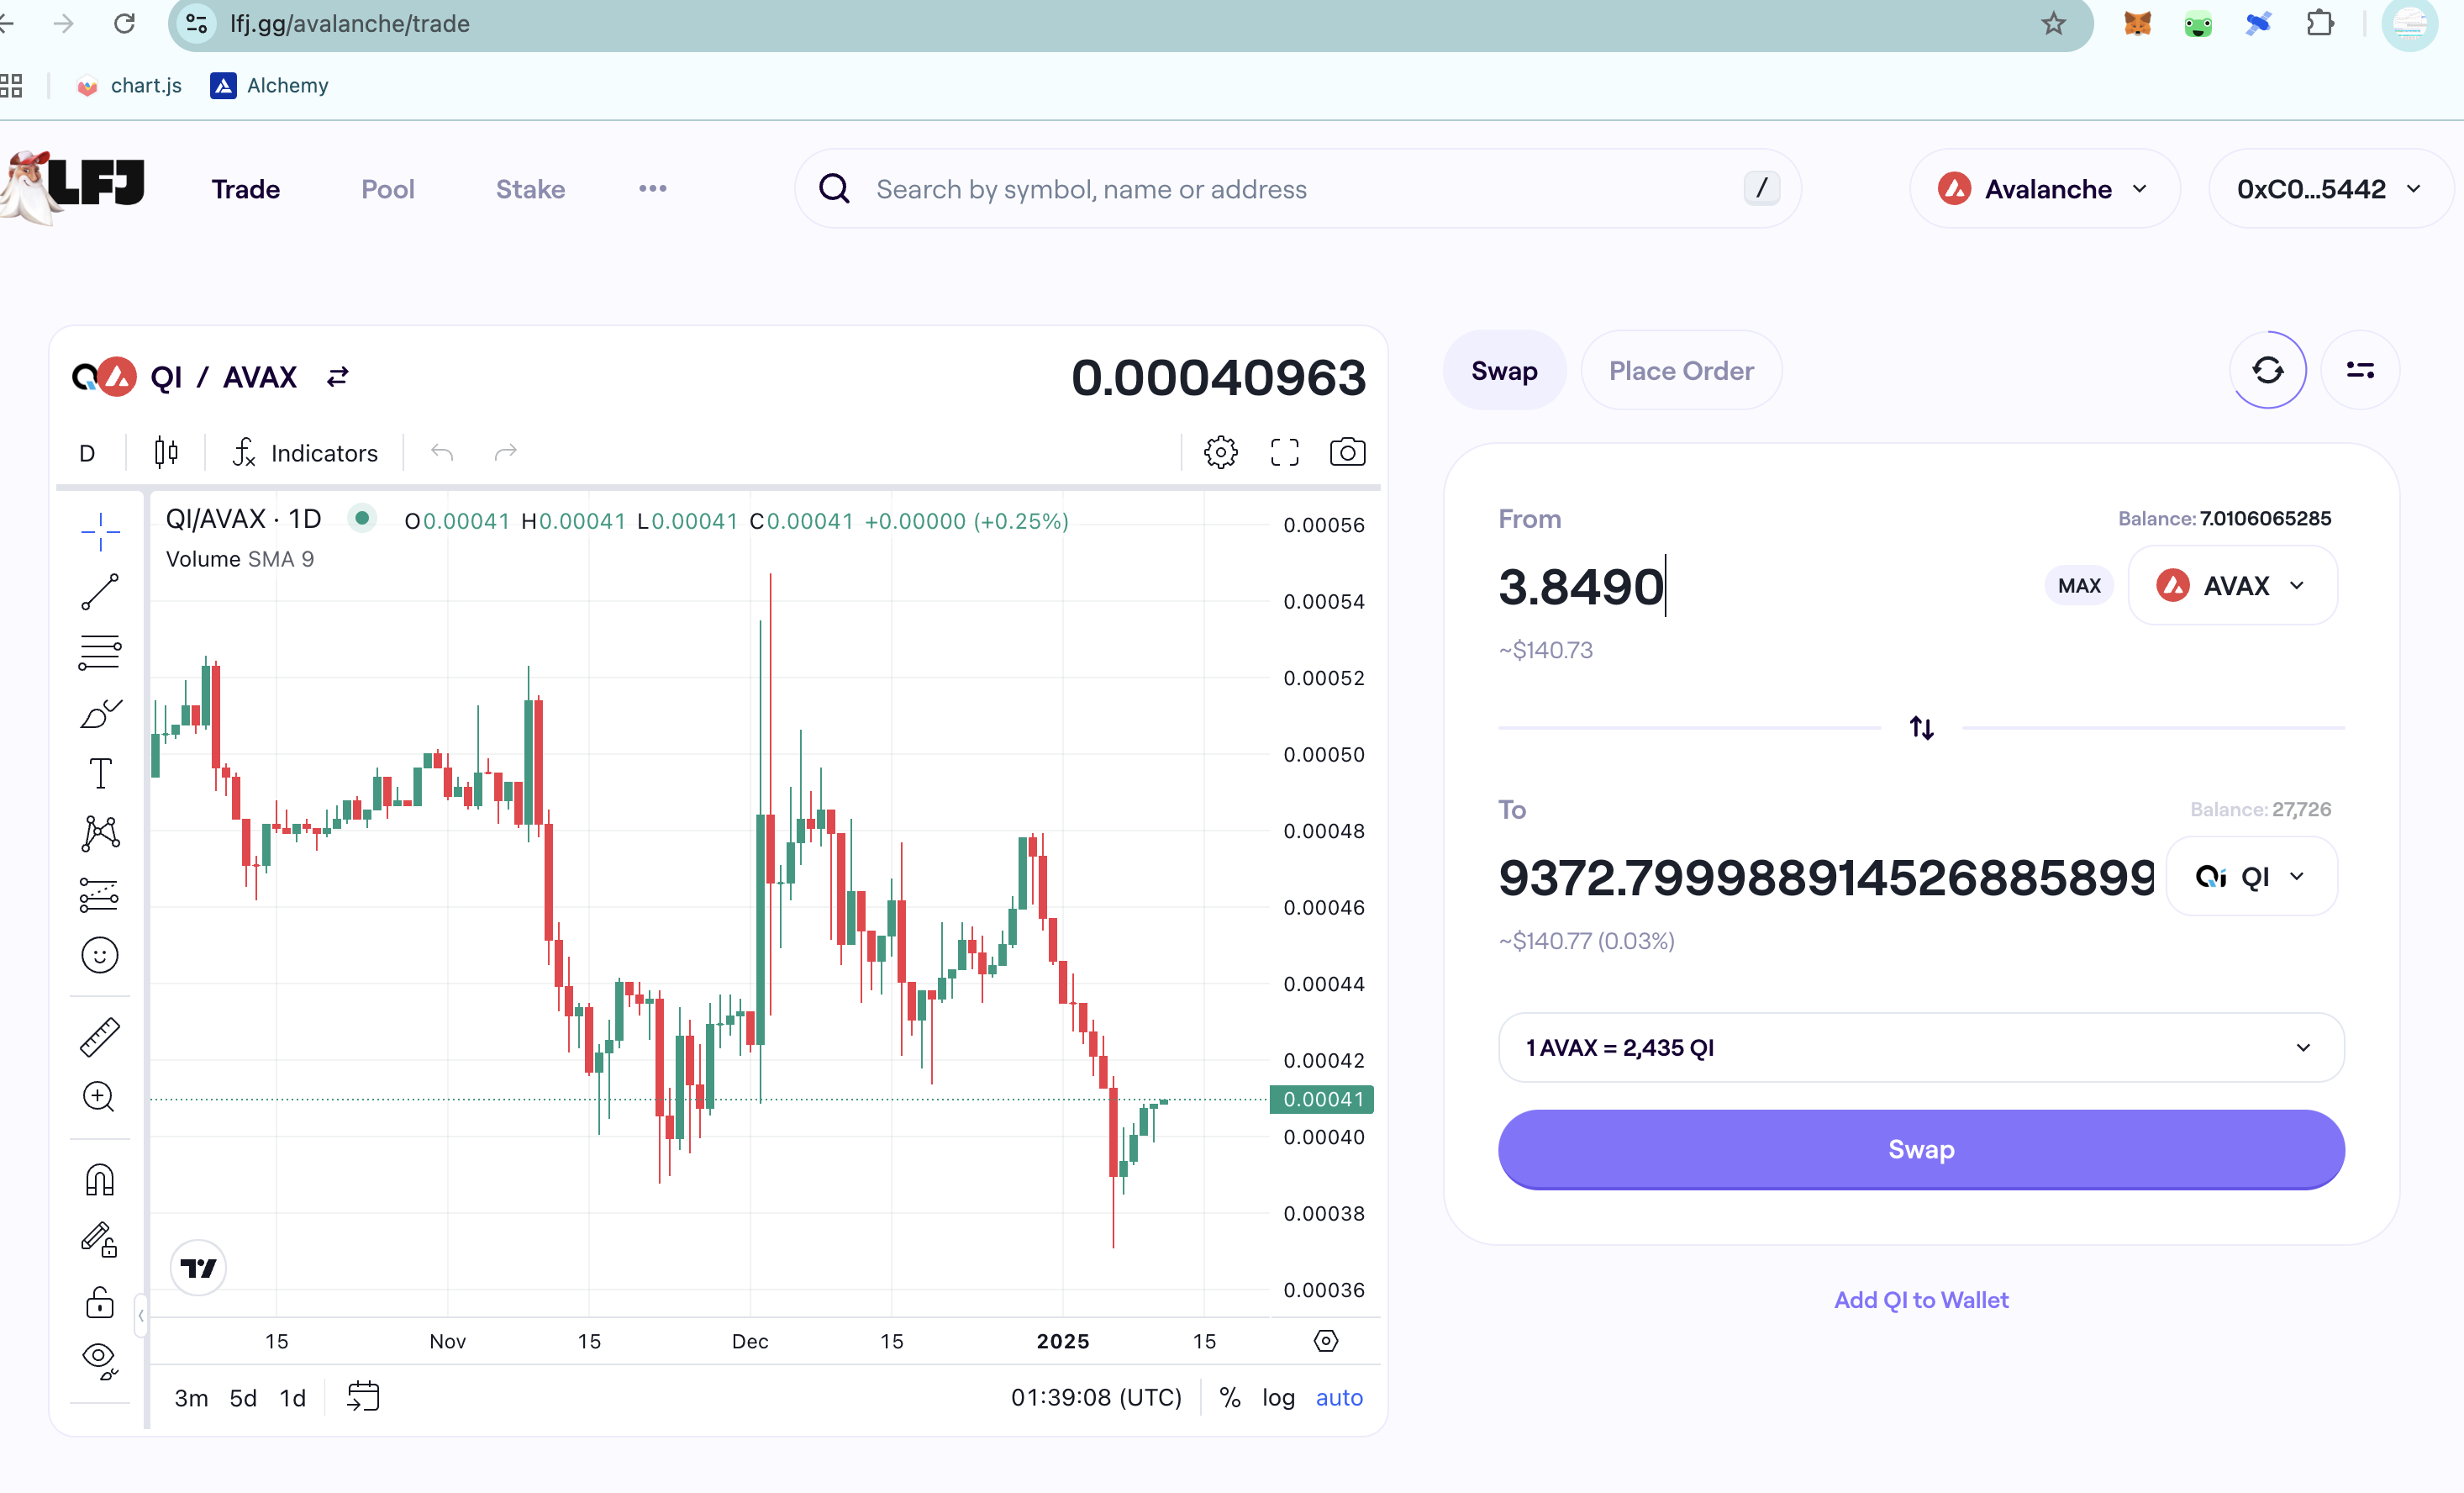 lfj.gg/avalanche/trade
chart.js Alchemy
LFJ Trade Pool Stake ••• Search by symbol, name or address / Avalanche 0xC0...5442
QI / AVAX 0.00040963
D Indicators
QI/AVAX · 1D O0.00041 H0.00041 L0.00041 C0.00041 +0.00000 (+0.25%)
Volume SMA 9
0.00056
0.00054
0.00052
0.00050
0.00048
0.00046
0.00044
0.00042
0.00041
0.00040
0.00038
0.00036
15 Nov 15 Dec 15 2025 15
3m 5d 1d 01:39:08 (UTC) % log auto
Swap Place Order
From Balance: 7.0106065285
3.8490 MAX AVAX
~$140.73
To Balance: 27,726
9372.799988914526885899 QI
~$140.77 (0.03%)
1 AVAX = 2,435 QI
Swap
Add QI to Wallet